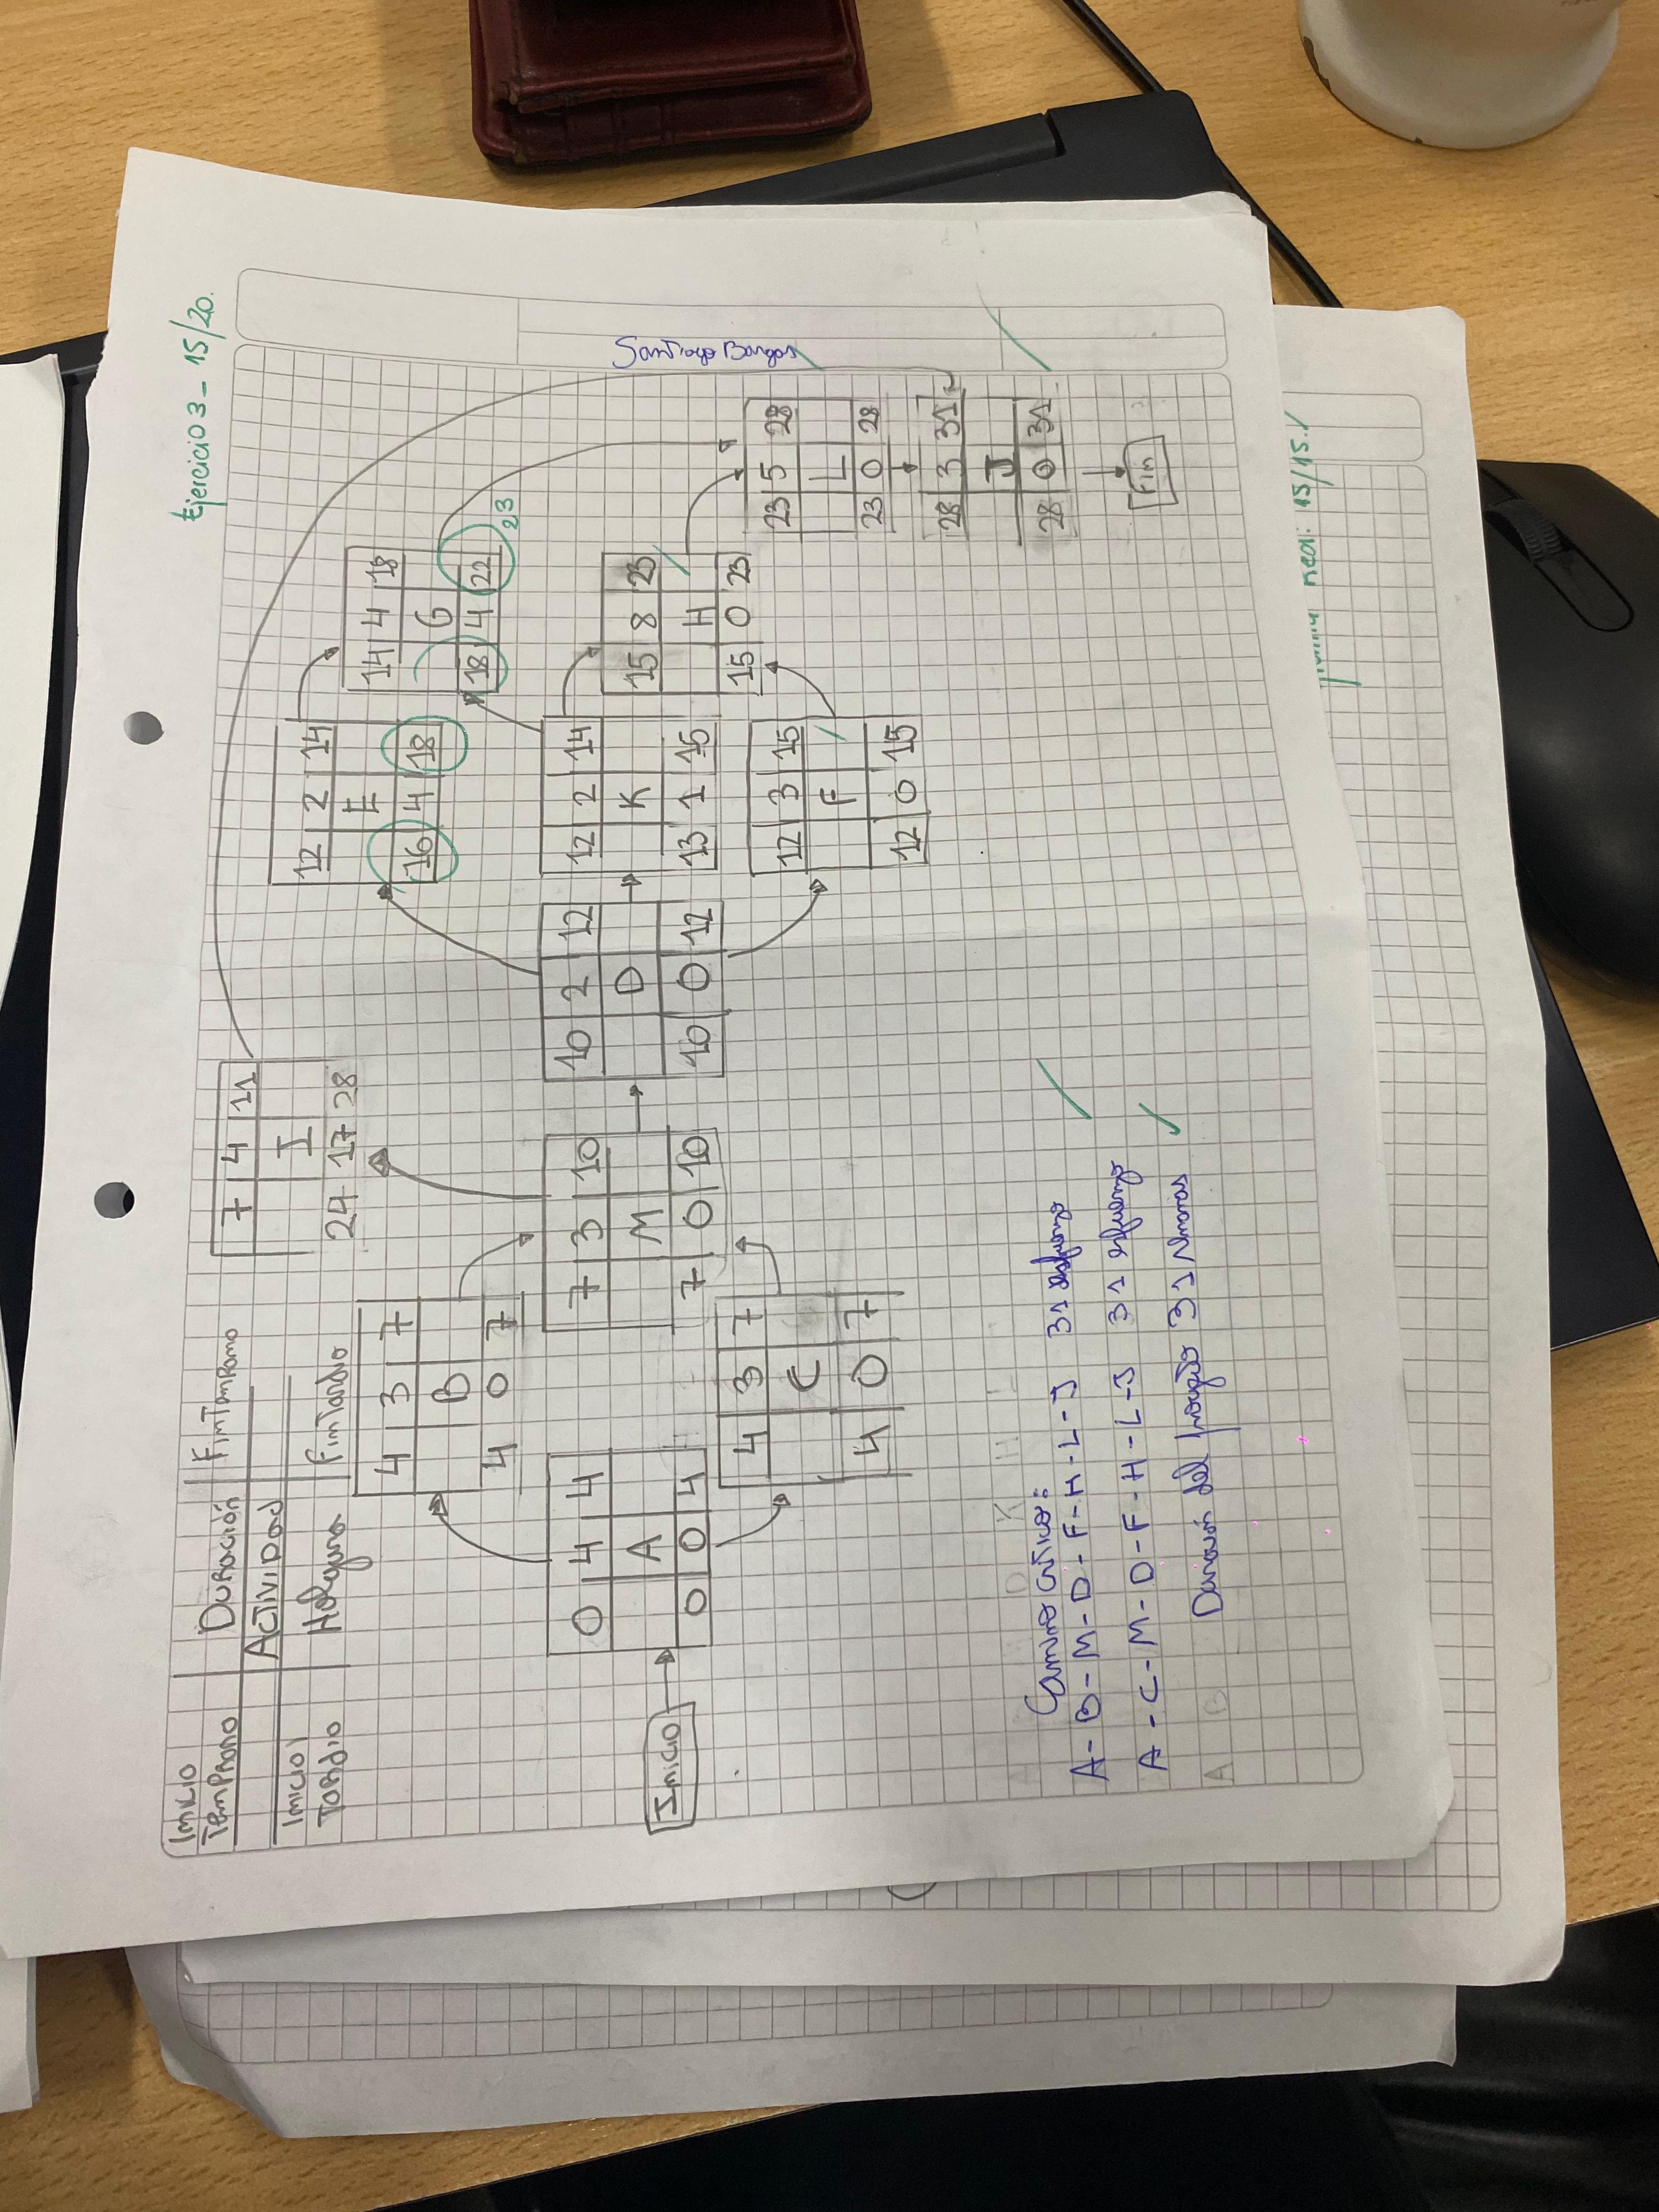 Ejercicio 3 - 15/20.
Inicio Temprano Duración Fin Temprano
Actividad
Inicio Tardio Holgura Fin Tardio
7 4 11
I
24 17 28
12 2 14
E
16 4 18
14 4 18
G
18 4 22
23
4 3 7
B
4 0 7
Inicio
0 4 4
A
0 0 4
7 3 10
M
7 0 10
10 2 12
D
10 0 12
12 2 14
K
13 1 15
15 8 23
H
15 0 23
4 3 7
C
4 0 7
12 3 15
F
12 0 15
23 5 28
L
23 0 28
28 3 31
J
28 0 31
Fin
D K H L
Camino crítico:
A - B - M - D - F - H - L - J 31 esfuerzo
A - C - M - D - F - H - L - J 31 esfuerzo
A B
Duración del proyecto 31
Santiago
15/15.